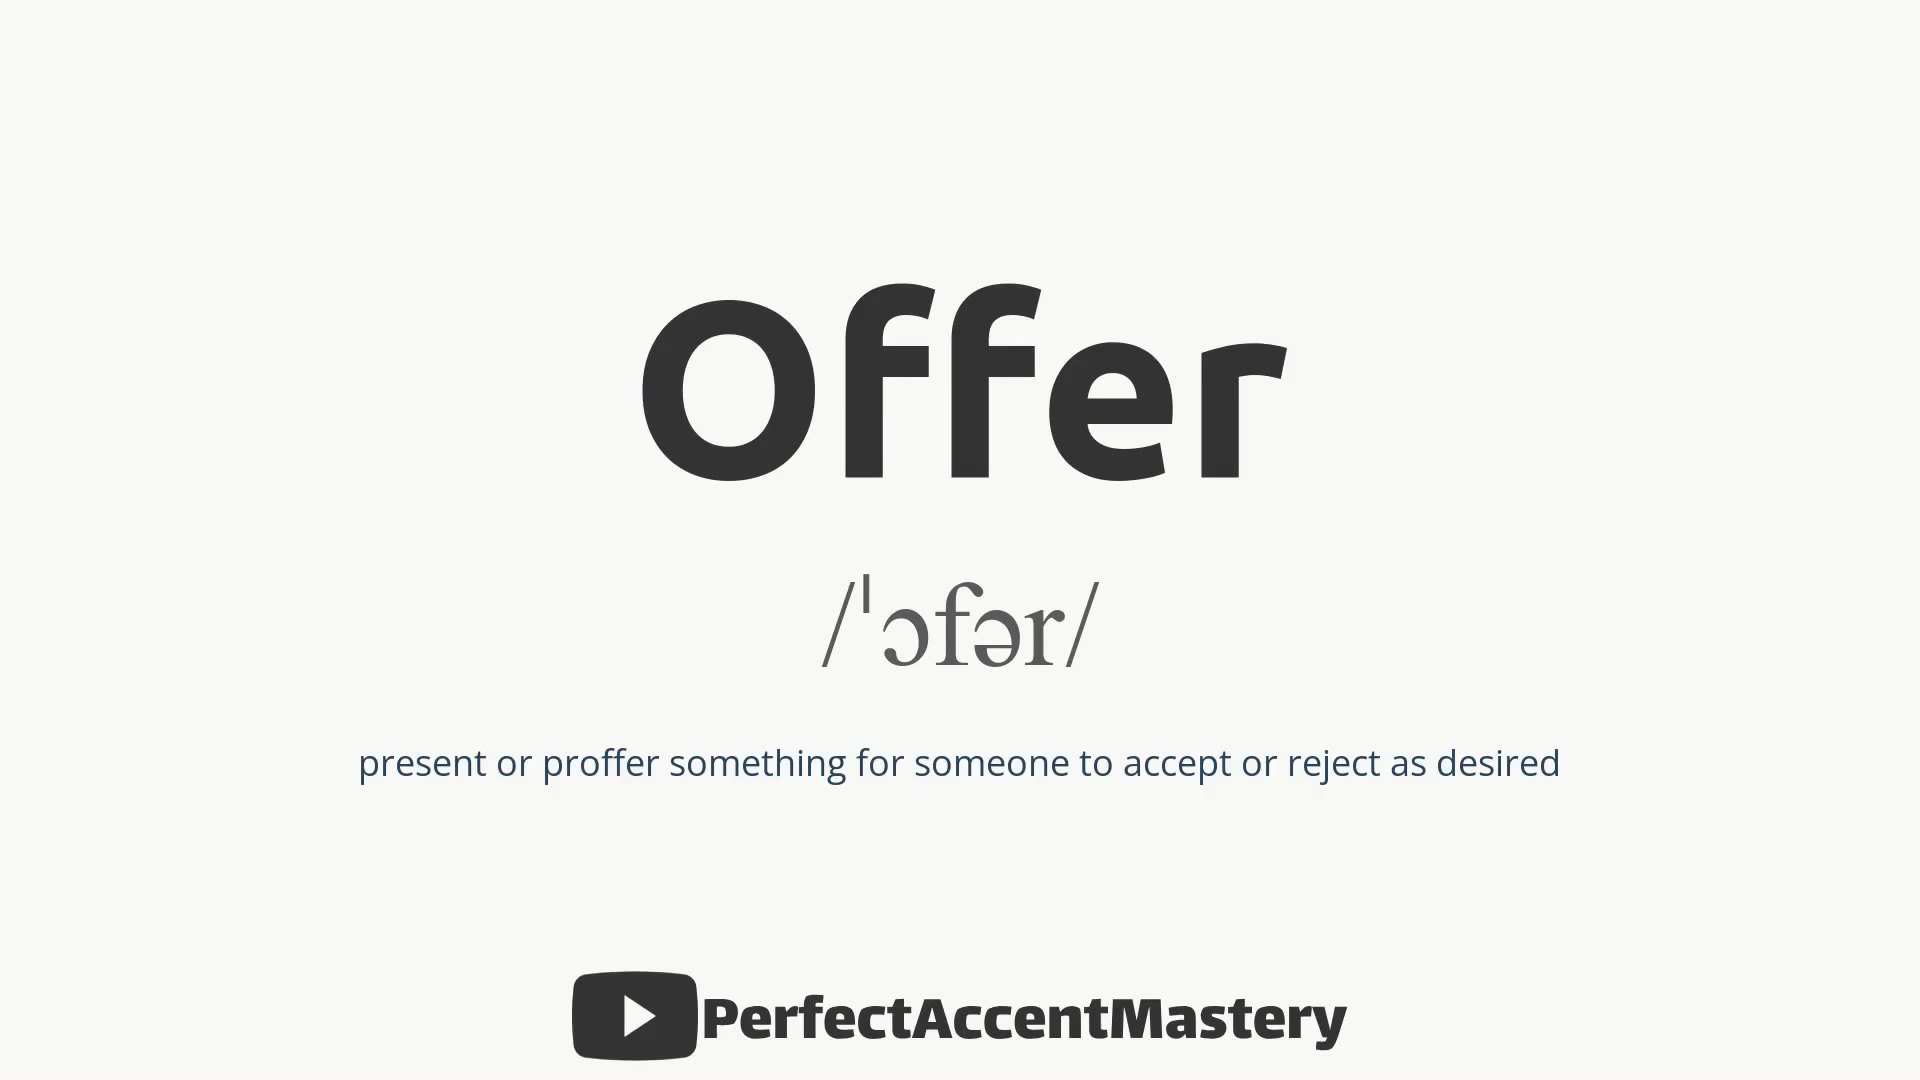 Offer
/ˈɔfər/
present or proffer something for someone to accept or reject as desired
PerfectAccentMastery